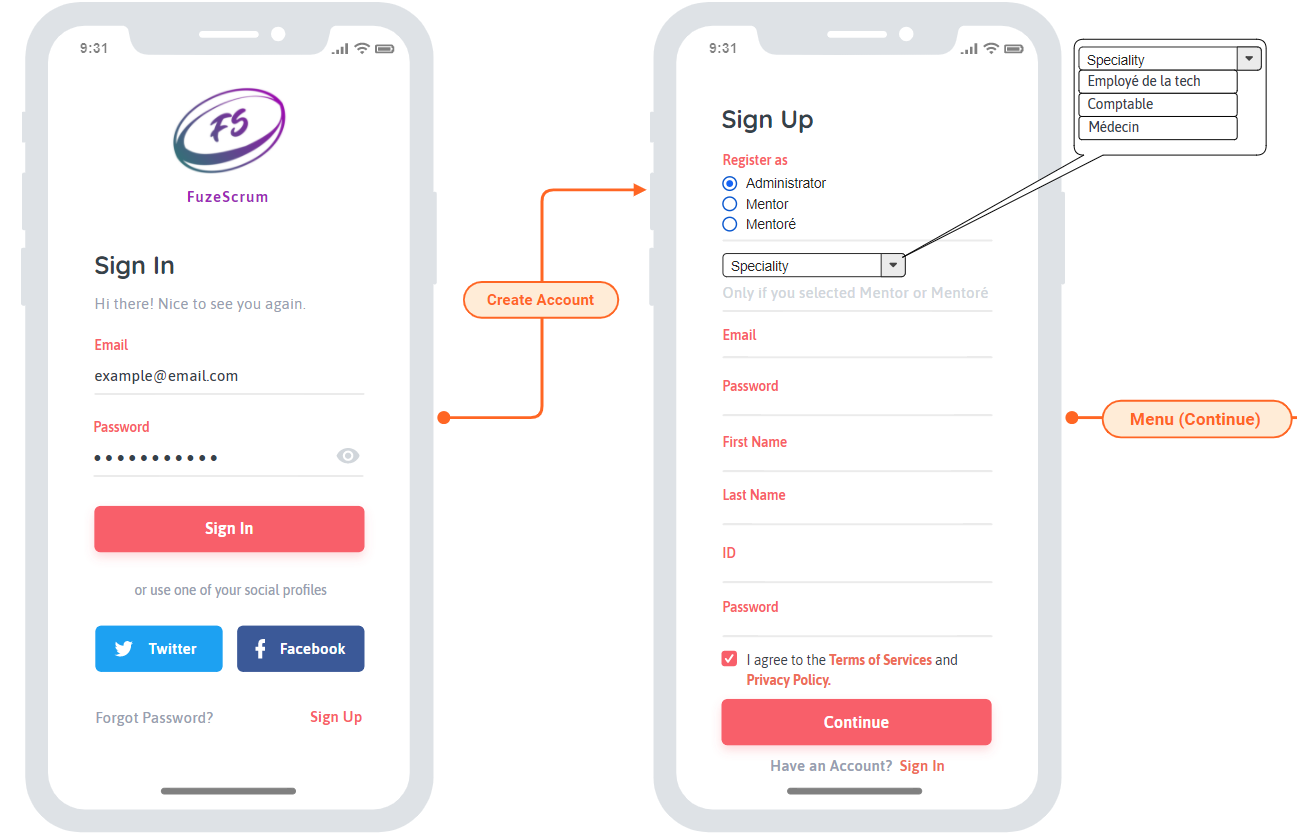 9:31
FS
FuzeScrum
Sign In
Hi there! Nice to see you again.
Email
example@email.com
Password
Sign In
or use one of your social profiles
Twitter
Facebook
Forgot Password?
Sign Up
Create Account
9:31
Sign Up
Register as
Administrator
Mentor
Mentoré
Speciality
Only if you selected Mentor or Mentoré
Email
Password
First Name
Last Name
ID
Password
I agree to the Terms of Services and
Privacy Policy.
Continue
Have an Account? Sign In
Speciality
Employé de la tech
Comptable
Médecin
Menu (Continue)